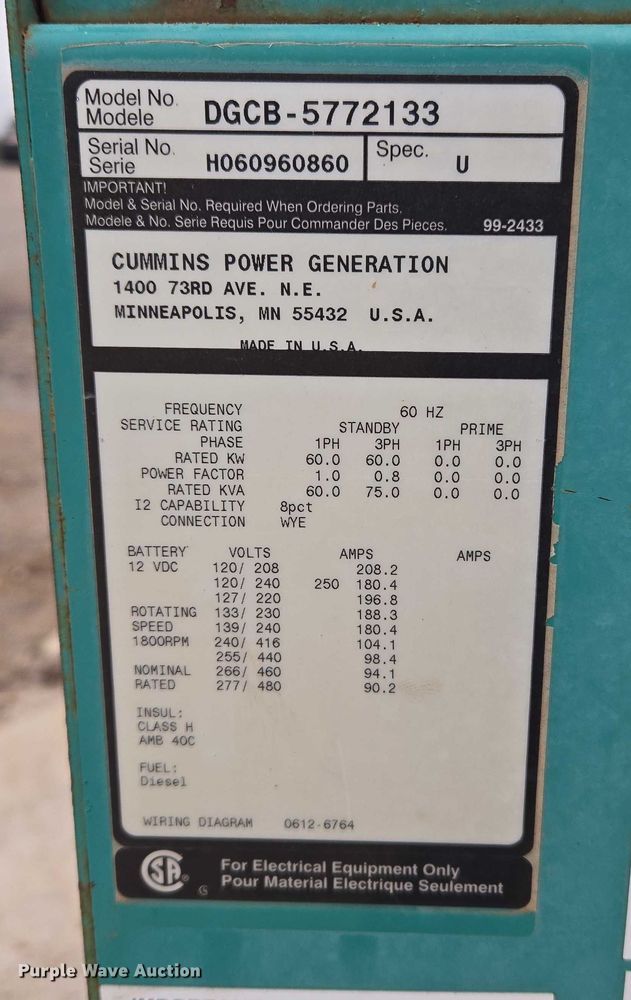 Model No.
Modele
DGCB-5772133
Serial No.
Serie
H060960860
Spec.
U
IMPORTANT!
Model & Serial No. Required When Ordering Parts.
Modele & No. Serie Requis Pour Commander Des Pieces. 99-2433
CUMMINS POWER GENERATION
1400 73RD AVE. N.E.
MINNEAPOLIS, MN 55432 U.S.A.
MADE IN U.S.A.
FREQUENCY 60 HZ
SERVICE RATING STANDBY PRIME
PHASE 1PH 3PH 1PH 3PH
RATED KW 60.0 60.0 0.0 0.0
POWER FACTOR 1.0 0.8 0.0 0.0
RATED KVA 60.0 75.0 0.0 0.0
I2 CAPABILITY 8pct
CONNECTION WYE
BATTERY VOLTS AMPS AMPS
12 VDC 120/ 208 208.2
120/ 240 250 180.4
127/ 220 196.8
ROTATING 133/ 230 188.3
SPEED 139/ 240 180.4
1800RPM 240/ 416 104.1
255/ 440 98.4
NOMINAL 266/ 460 94.1
RATED 277/ 480 90.2
INSUL:
CLASS H
AMB 40C
FUEL:
Diesel
WIRING DIAGRAM 0612-6764
SA ®
For Electrical Equipment Only
Pour Material Electrique Seulement
Purple Wave Auction